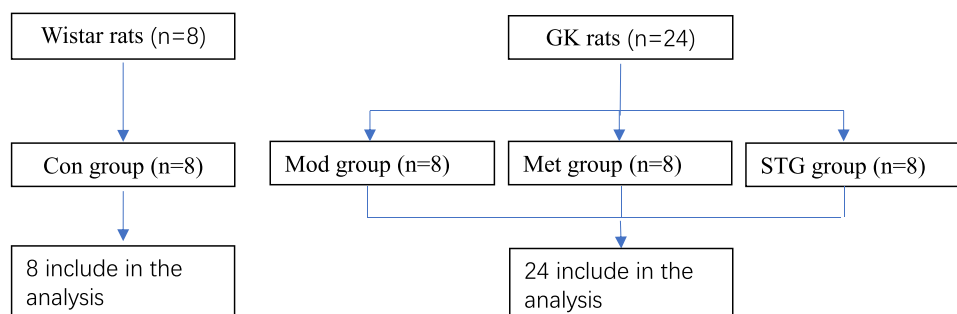 Wistar rats (n=8)
GK rats (n=24)
Con group (n=8)
Mod group (n=8)
Met group (n=8)
STG group (n=8)
8 include in the
analysis
24 include in the
analysis